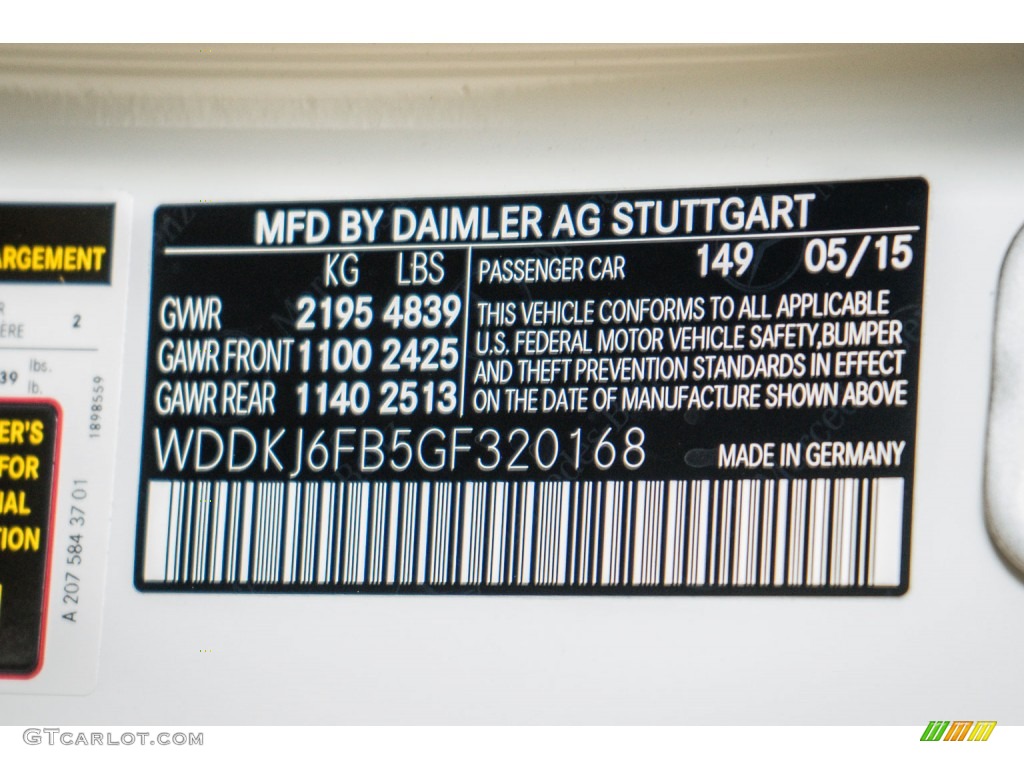 MFD BY DAIMLER AG STUTTGART
KG LBS
GWR 2195 4839
GAWR FRONT 1100 2425
GAWR REAR 1140 2513
PASSENGER CAR 149 05/15
THIS VEHICLE CONFORMS TO ALL APPLICABLE
U.S. FEDERAL MOTOR VEHICLE SAFETY,BUMPER
AND THEFT PREVENTION STANDARDS IN EFFECT
ON THE DATE OF MANUFACTURE SHOWN ABOVE
WDDKJ6FB5GF320168
MADE IN GERMANY
ARGEMENT
2
39
lbs.
lb.
ER'S
FOR
TION
1898559
A 207 584 37 01
GTCARLOT.COM